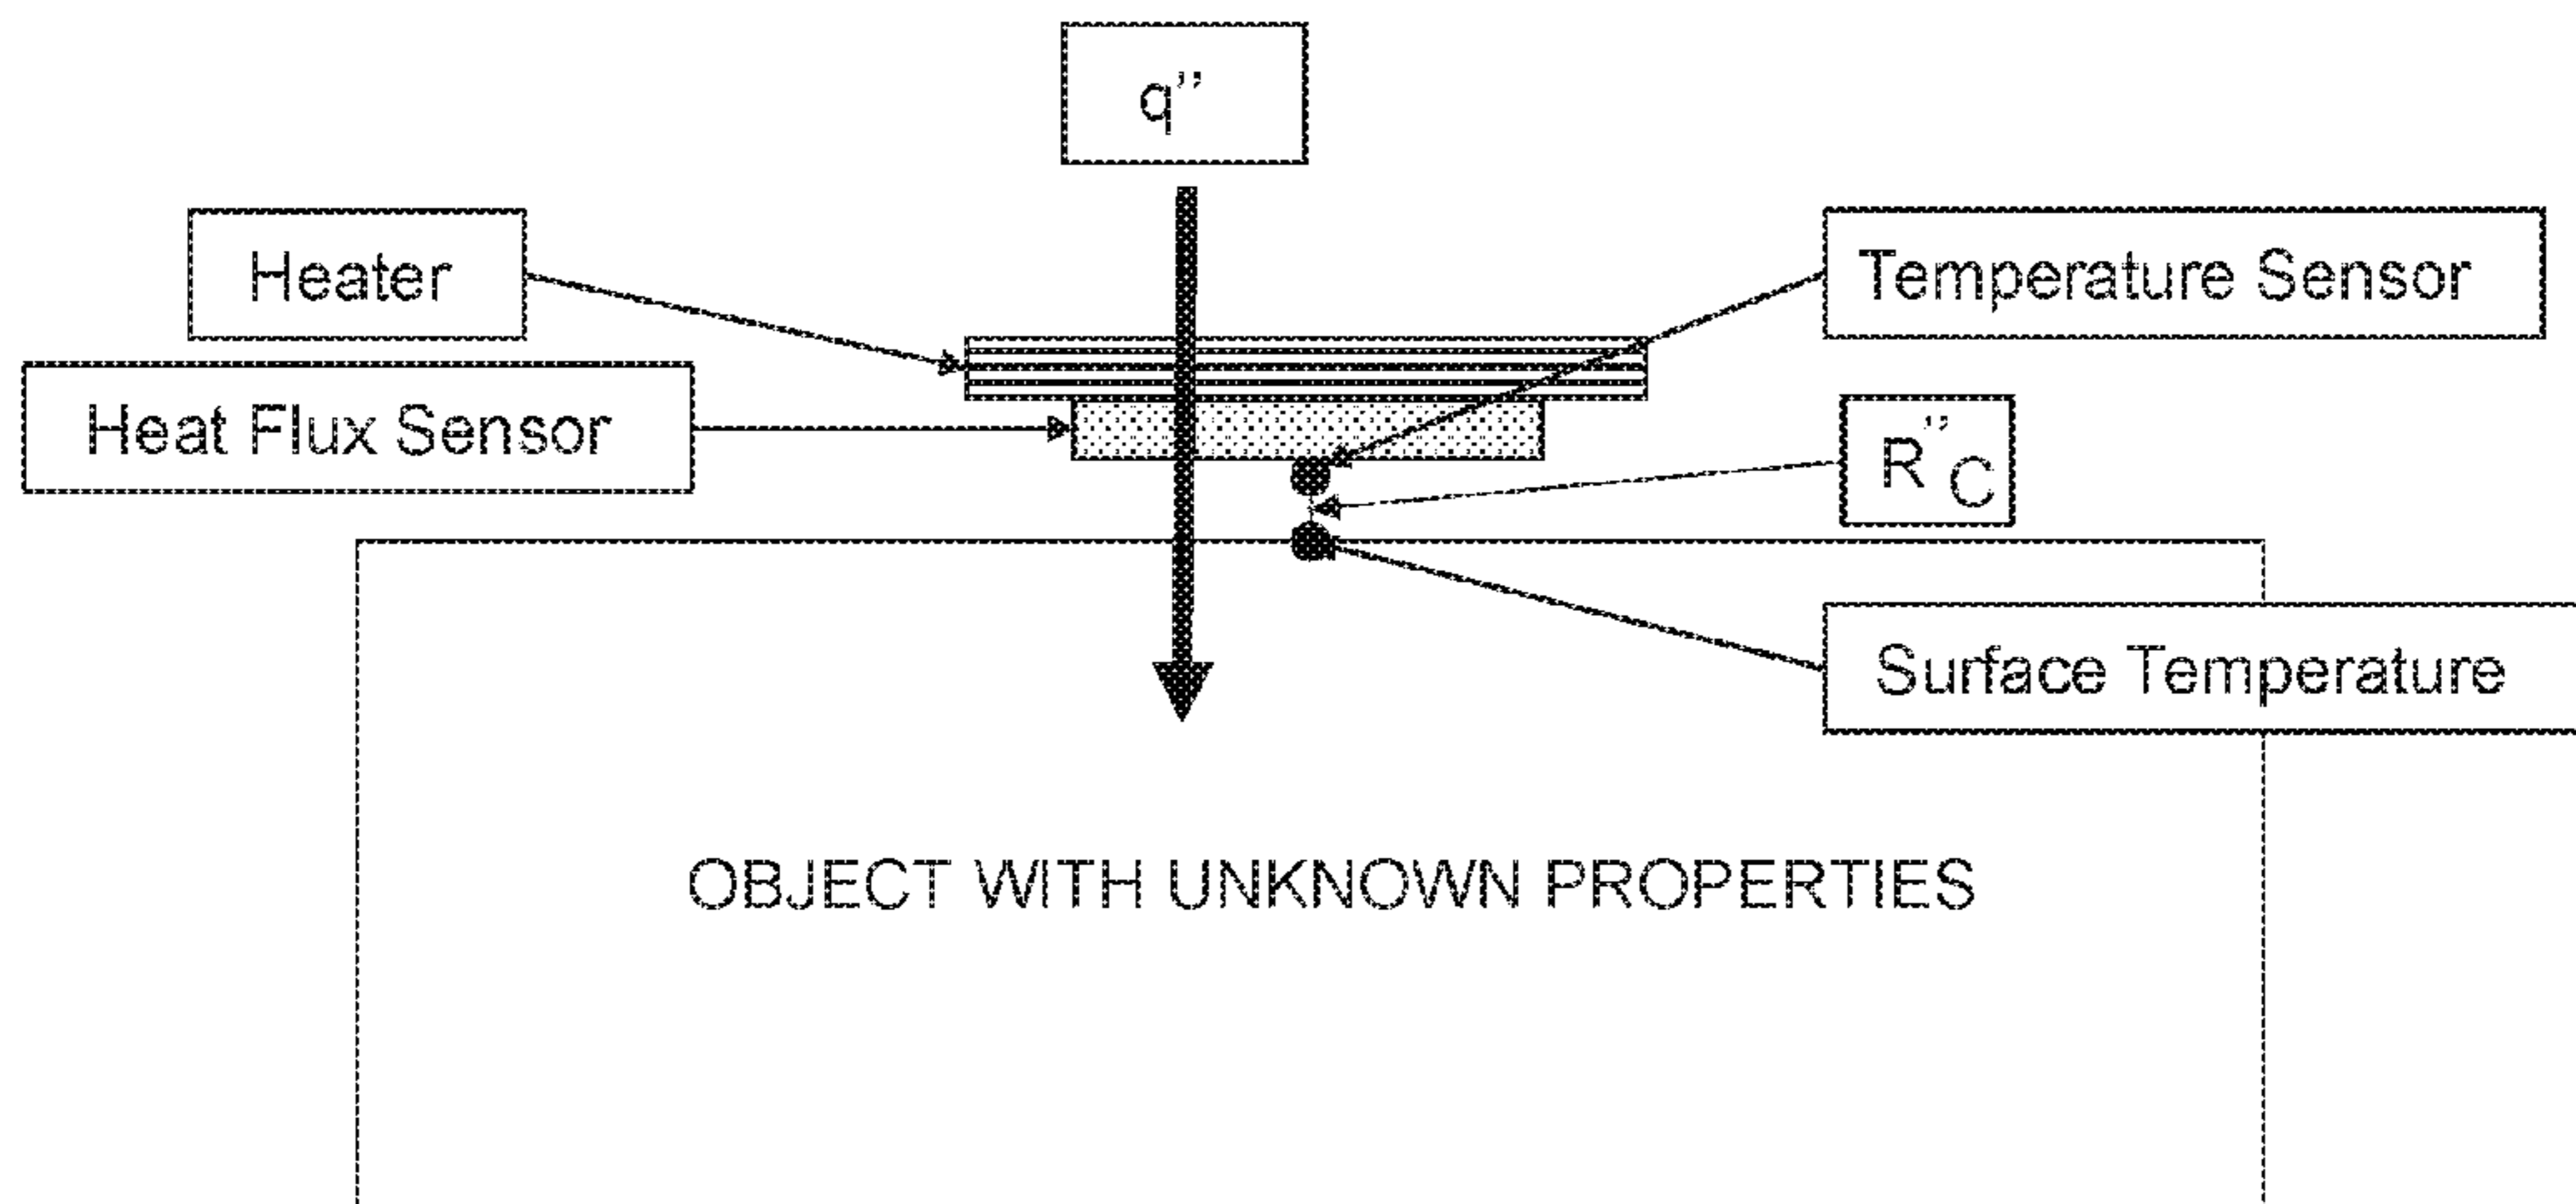 q’’
Heater
Temperature Sensor
Heat Flux Sensor
R’’C
Surface Temperature
OBJECT WITH UNKNOWN PROPERTIES